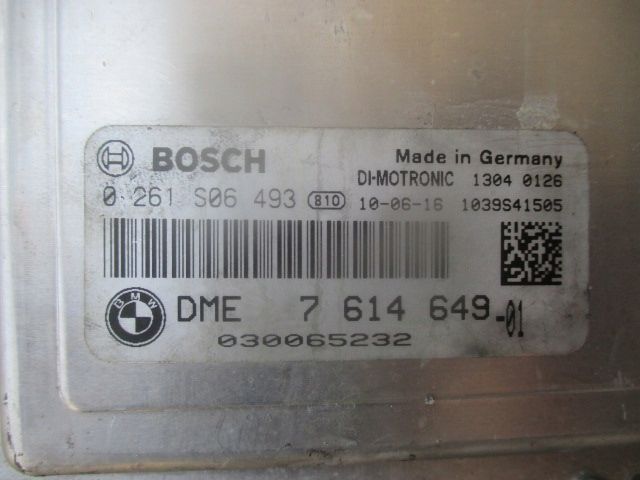 BOSCH Made in Germany
DI-MOTRONIC 1304 0126
0 261 S06 493 810 10-06-16 1039S41505
BMW DME 7 614 649-01
030065232